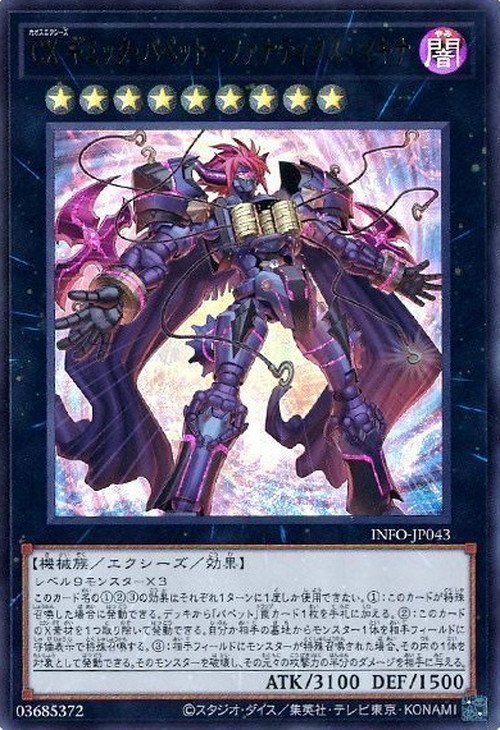 カオスエクシーズ
CX ギミック・パペット－ファナティクス・マキナ
やみ
闇
INFO-JP043
【機械族／エクシーズ／効果】
レベル9モンスター×3
このカード名の①②③の効果はそれぞれ1ターンに1度しか使用できない。①：このカードが特殊
召喚した場合に発動できる。デッキから「パペット」魔法カード1枚を手札に加える。②：このカード
のX素材を1つ取り除いて発動できる。自分か相手の墓地からモンスター1体を相手フィールドに
守備表示で特殊召喚する。③：相手フィールドにモンスターが特殊召喚された場合、その内の1体を
対象として発動できる。そのモンスターを破壊し、その元々の攻撃力の半分のダメージを相手に与える。
ATK/3100 DEF/1500
03685372
©スタジオ・ダイス／集英社・テレビ東京・KONAMI